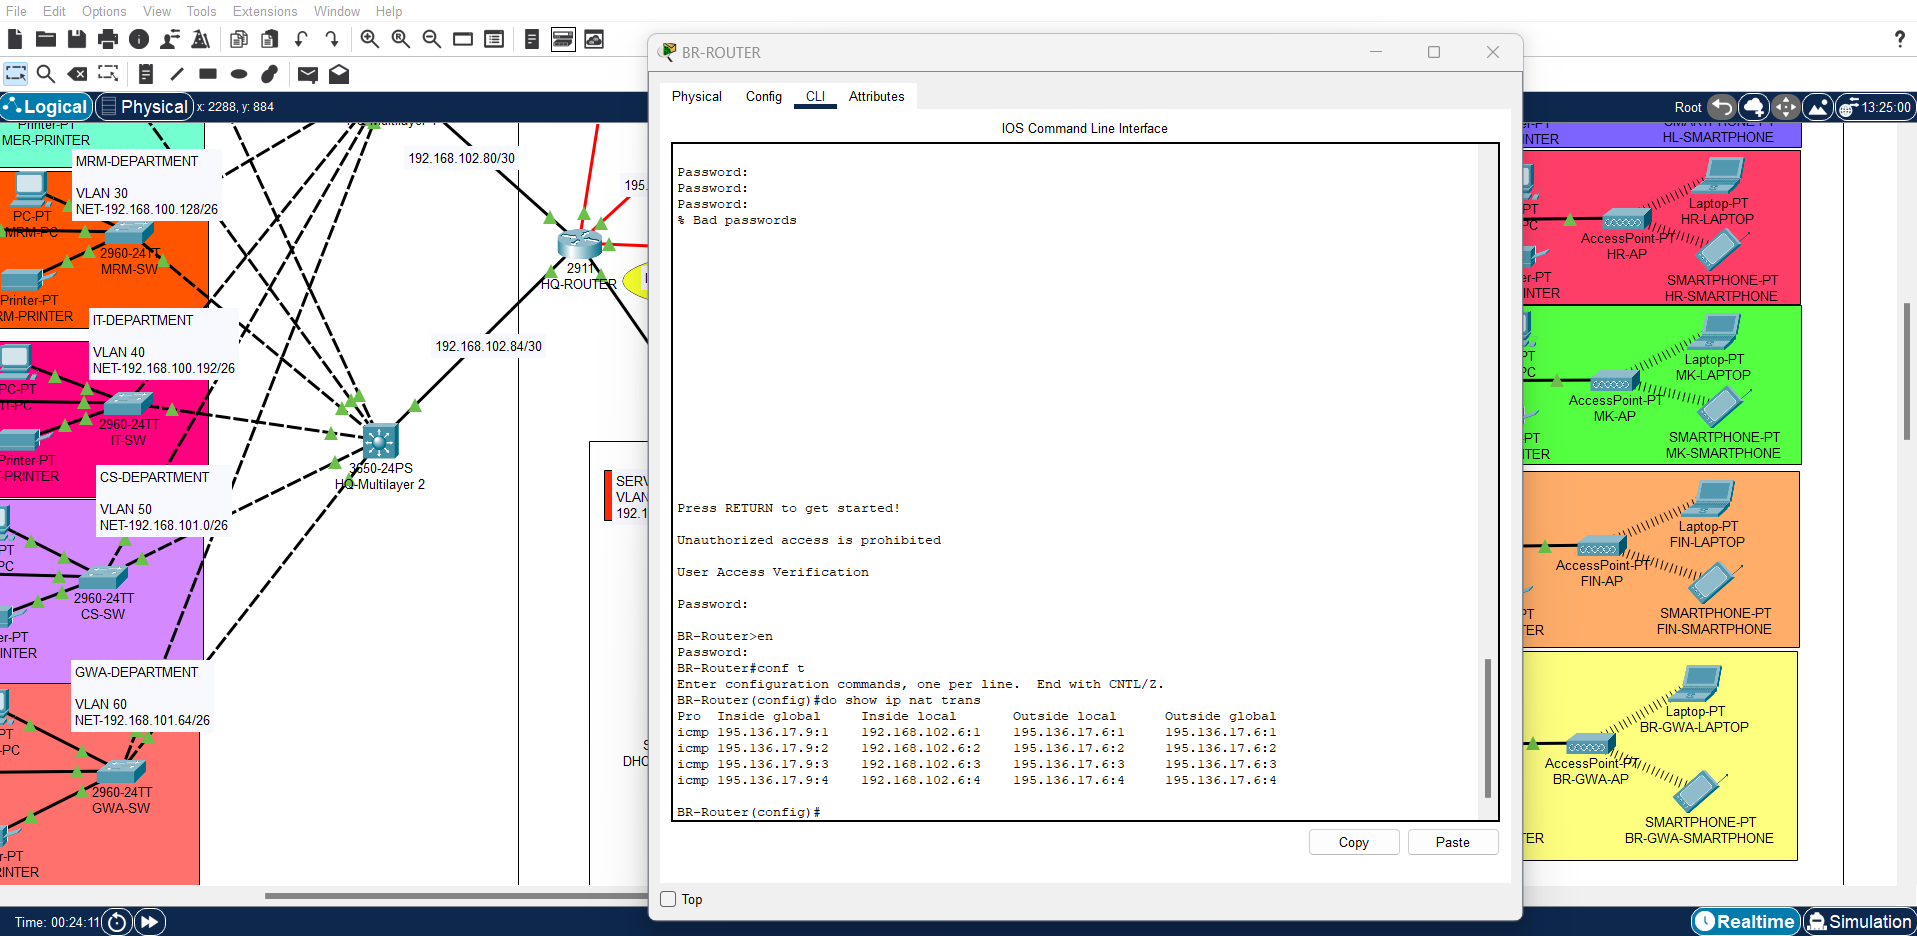 File Edit Options View Tools Extensions Window Help
?
Logical Physical x: 2288, y: 884
Root 13:25:00
Printer-PT
MER-PRINTER
MRM-DEPARTMENT
VLAN 30
NET-192.168.100.128/26
PC-PT
MRM-PC
2960-24TT
MRM-SW
Printer-PT
RM-PRINTER
IT-DEPARTMENT
VLAN 40
NET-192.168.100.192/26
PC-PT
IT-PC
2960-24TT
IT-SW
Printer-PT
-PRINTER
CS-DEPARTMENT
VLAN 50
NET-192.168.101.0/26
PT
PC
2960-24TT
CS-SW
er-PT
INTER
GWA-DEPARTMENT
VLAN 60
NET-192.168.101.64/26
PT
-PC
2960-24TT
GWA-SW
r-PT
RINTER
192.168.102.80/30
195.
2911
HQ-ROUTER
192.168.102.84/30
3650-24PS
HQ-Multilayer 2
SERV
VLAN
192.1
S
DHC
BR-ROUTER
Physical Config CLI Attributes
IOS Command Line Interface
Password:
Password:
Password:
% Bad passwords
Press RETURN to get started!
Unauthorized access is prohibited
User Access Verification
Password:
BR-Router>en
Password:
BR-Router#conf t
Enter configuration commands, one per line.  End with CNTL/Z.
BR-Router(config)#do show ip nat trans
Pro  Inside global     Inside local       Outside local      Outside global
icmp 195.136.17.9:1    192.168.102.6:1    195.136.17.6:1     195.136.17.6:1
icmp 195.136.17.9:2    192.168.102.6:2    195.136.17.6:2     195.136.17.6:2
icmp 195.136.17.9:3    192.168.102.6:3    195.136.17.6:3     195.136.17.6:3
icmp 195.136.17.9:4    192.168.102.6:4    195.136.17.6:4     195.136.17.6:4
BR-Router(config)#
Copy Paste
Top
INTER
SMARTPHONE-PT
HL-SMARTPHONE
PT
C
Laptop-PT
HR-LAPTOP
AccessPoint-PT
HR-AP
er-PT
INTER
SMARTPHONE-PT
HR-SMARTPHONE
PT
C
Laptop-PT
MK-LAPTOP
AccessPoint-PT
MK-AP
-PT
TER
SMARTPHONE-PT
MK-SMARTPHONE
Laptop-PT
FIN-LAPTOP
AccessPoint-PT
FIN-AP
PT
ER
SMARTPHONE-PT
FIN-SMARTPHONE
Laptop-PT
BR-GWA-LAPTOP
AccessPoint-PT
BR-GWA-AP
SMARTPHONE-PT
BR-GWA-SMARTPHONE
ER
Time: 00:24:11
Realtime Simulation